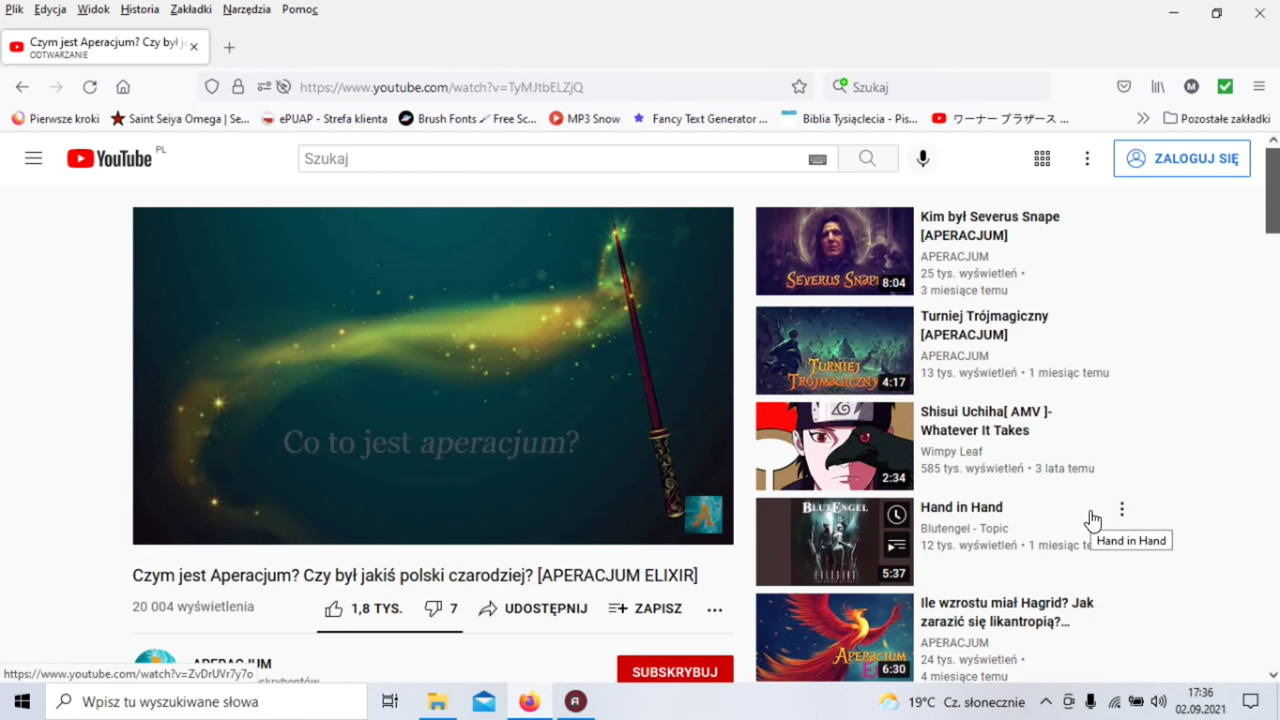 Plik Edycja Widok Historia Zakładki Narzędzia Pomoc
Czym jest Aperacjum? Czy był j
ODTWARZANIE
https://www.youtube.com/watch?v=TyMJtbELZjQ
Szukaj
Pierwsze kroki Saint Seiya Omega | Se... ePUAP - Strefa klienta Brush Fonts Free Sc... MP3 Snow Fancy Text Generator ... Biblia Tysiąclecia - Pis... ワーナー ブラザース ... Pozostałe zakładki
YouTube PL
Szukaj
ZALOGUJ SIĘ
Co to jest aperacjum?
Czym jest Aperacjum? Czy był jakiś polski czarodziej? [APERACJUM ELIXIR]
20 004 wyświetlenia
1,8 TYS. 7 UDOSTĘPNIJ ZAPISZ
APERACJUM
SUBSKRYBUJ
SEVERUS SNAP
8:04
Kim był Severus Snape
[APERACJUM]
APERACJUM
25 tys. wyświetleń •
3 miesiące temu
TURNIEJ
TRÓJMAGICZNY
4:17
Turniej Trójmagiczny
[APERACJUM]
APERACJUM
13 tys. wyświetleń • 1 miesiąc temu
2:34
Shisui Uchiha[ AMV ]-
Whatever It Takes
Wimpy Leaf
585 tys. wyświetleń • 3 lata temu
BLUTENGEL
5:37
Hand in Hand
Blutengel - Topic
12 tys. wyświetleń • 1 miesiąc te
Hand in Hand
APERACJUM
6:30
Ile wzrostu miał Hagrid? Jak
zarazić się likantropią?...
APERACJUM
24 tys. wyświetleń •
4 miesiące temu
https://www.youtube.com/watch?v=ZvDrUVr7y7o
Wpisz tu wyszukiwane słowa
19°C Cz. słonecznie
17:36
02.09.2021